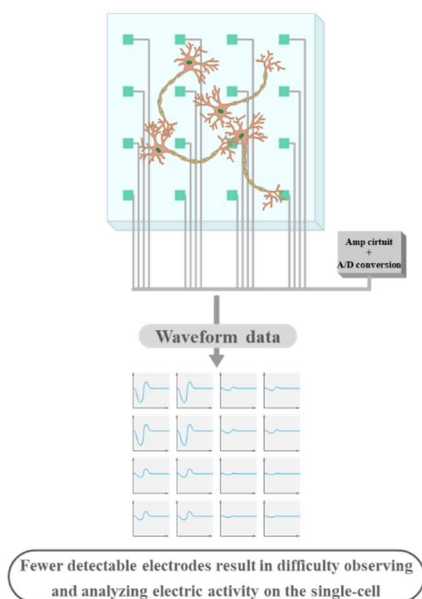 Amp cirtuit
+
A/D conversion
Waveform data
Fewer detectable electrodes result in difficulty observing
and analyzing electric activity on the single-cell